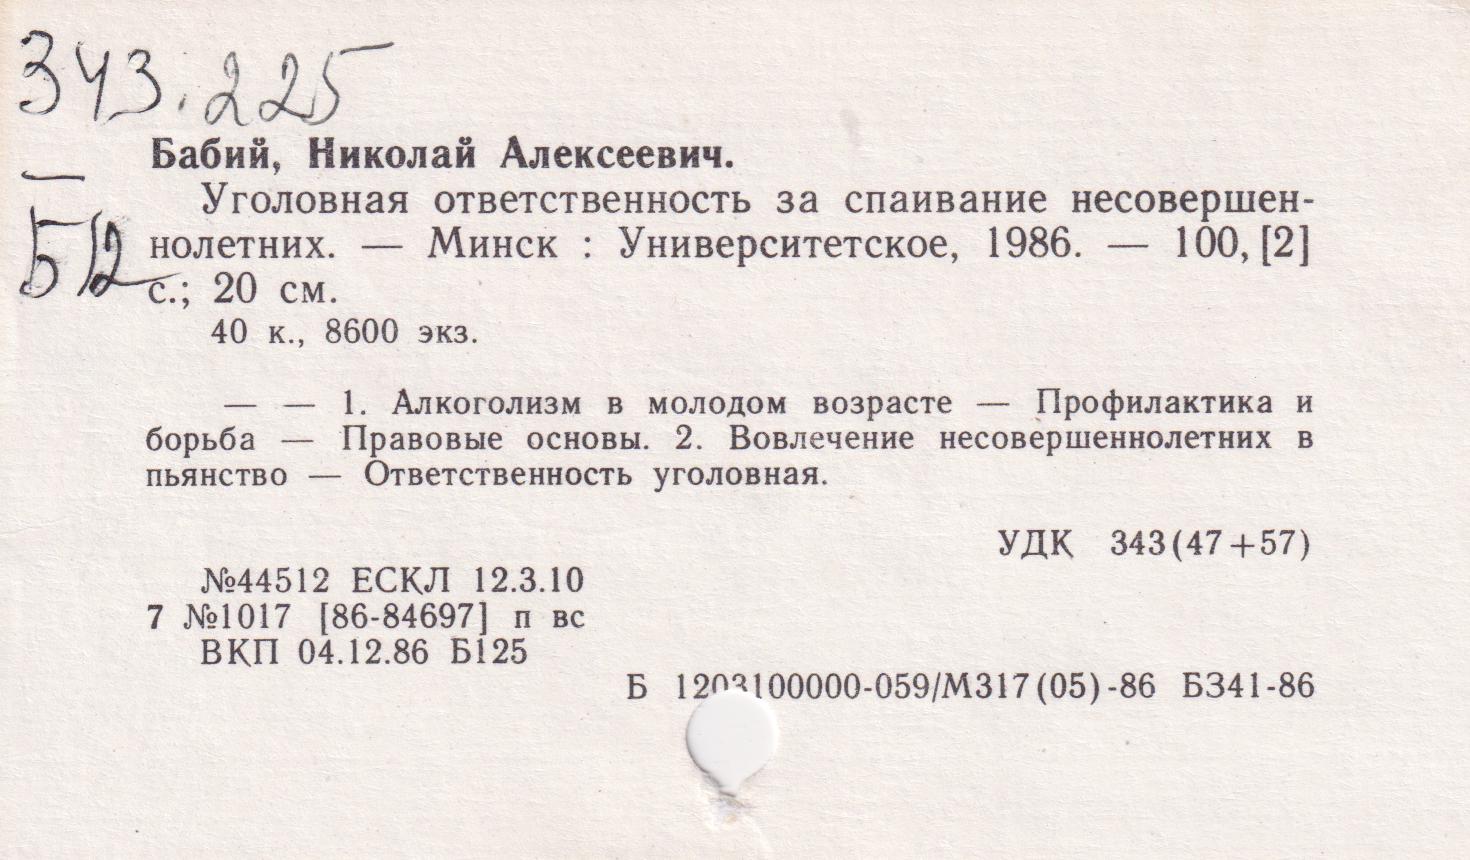 343.225
Бабий, Николай Алексеевич.
Уголовная ответственность за спаивание несовершен-
Б12
нолетних. — Минск : Университетское, 1986. — 100, [2]
с.; 20 см.
40 к., 8600 экз.
— — 1. Алкоголизм в молодом возрасте — Профилактика и
борьба — Правовые основы. 2. Вовлечение несовершеннолетних в
пьянство — Ответственность уголовная.
УДК 343(47+57)
№44512 ЕСКЛ 12.3.10
7 №1017 [86-84697] п вс
ВКП 04.12.86 Б125
Б 1203100000-059/М317(05)-86 БЗ41-86